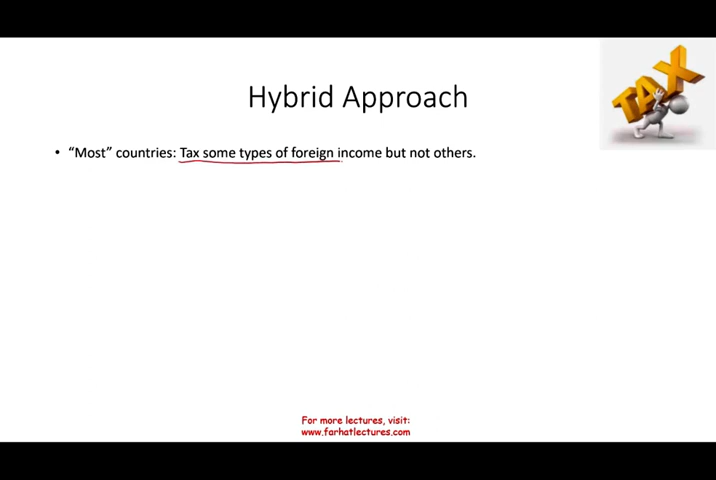 TAX
Hybrid Approach
• “Most” countries: Tax some types of foreign income but not others.
For more lectures, visit:
www.farhatlectures.com